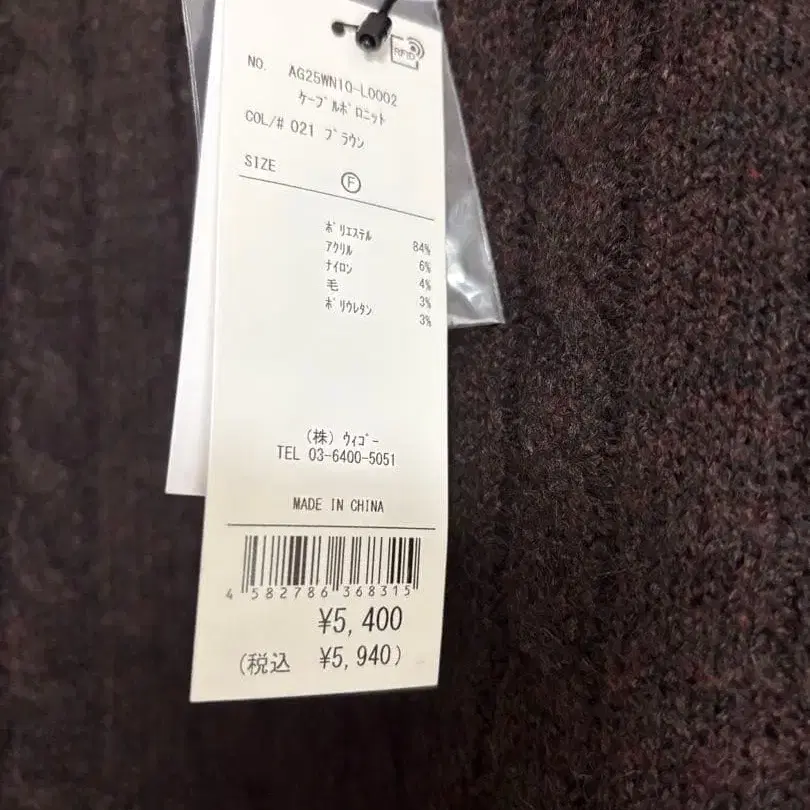 RFID
NO. AG25WN10-L0002
ケーブルポロニット
COL/# 021 ブラウン
SIZE Ⓕ
ポリエステル 84%
アクリル 6%
ナイロン 4%
毛 3%
ポリウレタン 3%
(株) ウィゴー
TEL 03-6400-5051
MADE IN CHINA
4 582786 368315
¥5,400
(税込 ¥5,940)